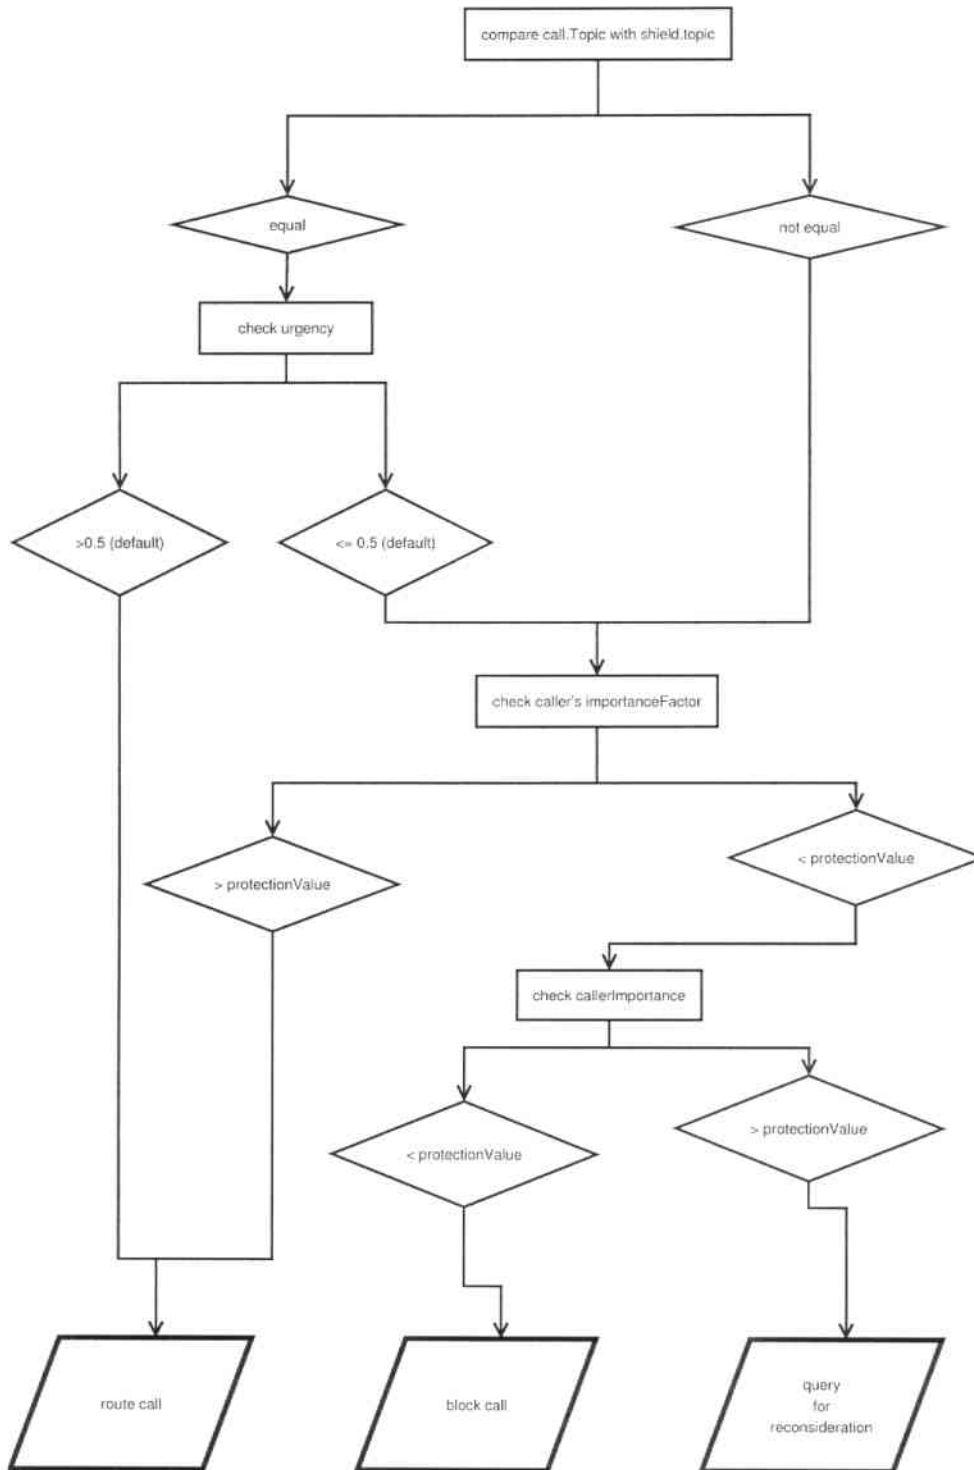 compare call.Topic with shield.topic
equal
not equal
check urgency
>0.5 (default)
<= 0.5 (default)
check caller's importanceFactor
> protectionValue
< protectionValue
check callerImportance
< protectionValue
> protectionValue
route call
block call
query
for
reconsideration